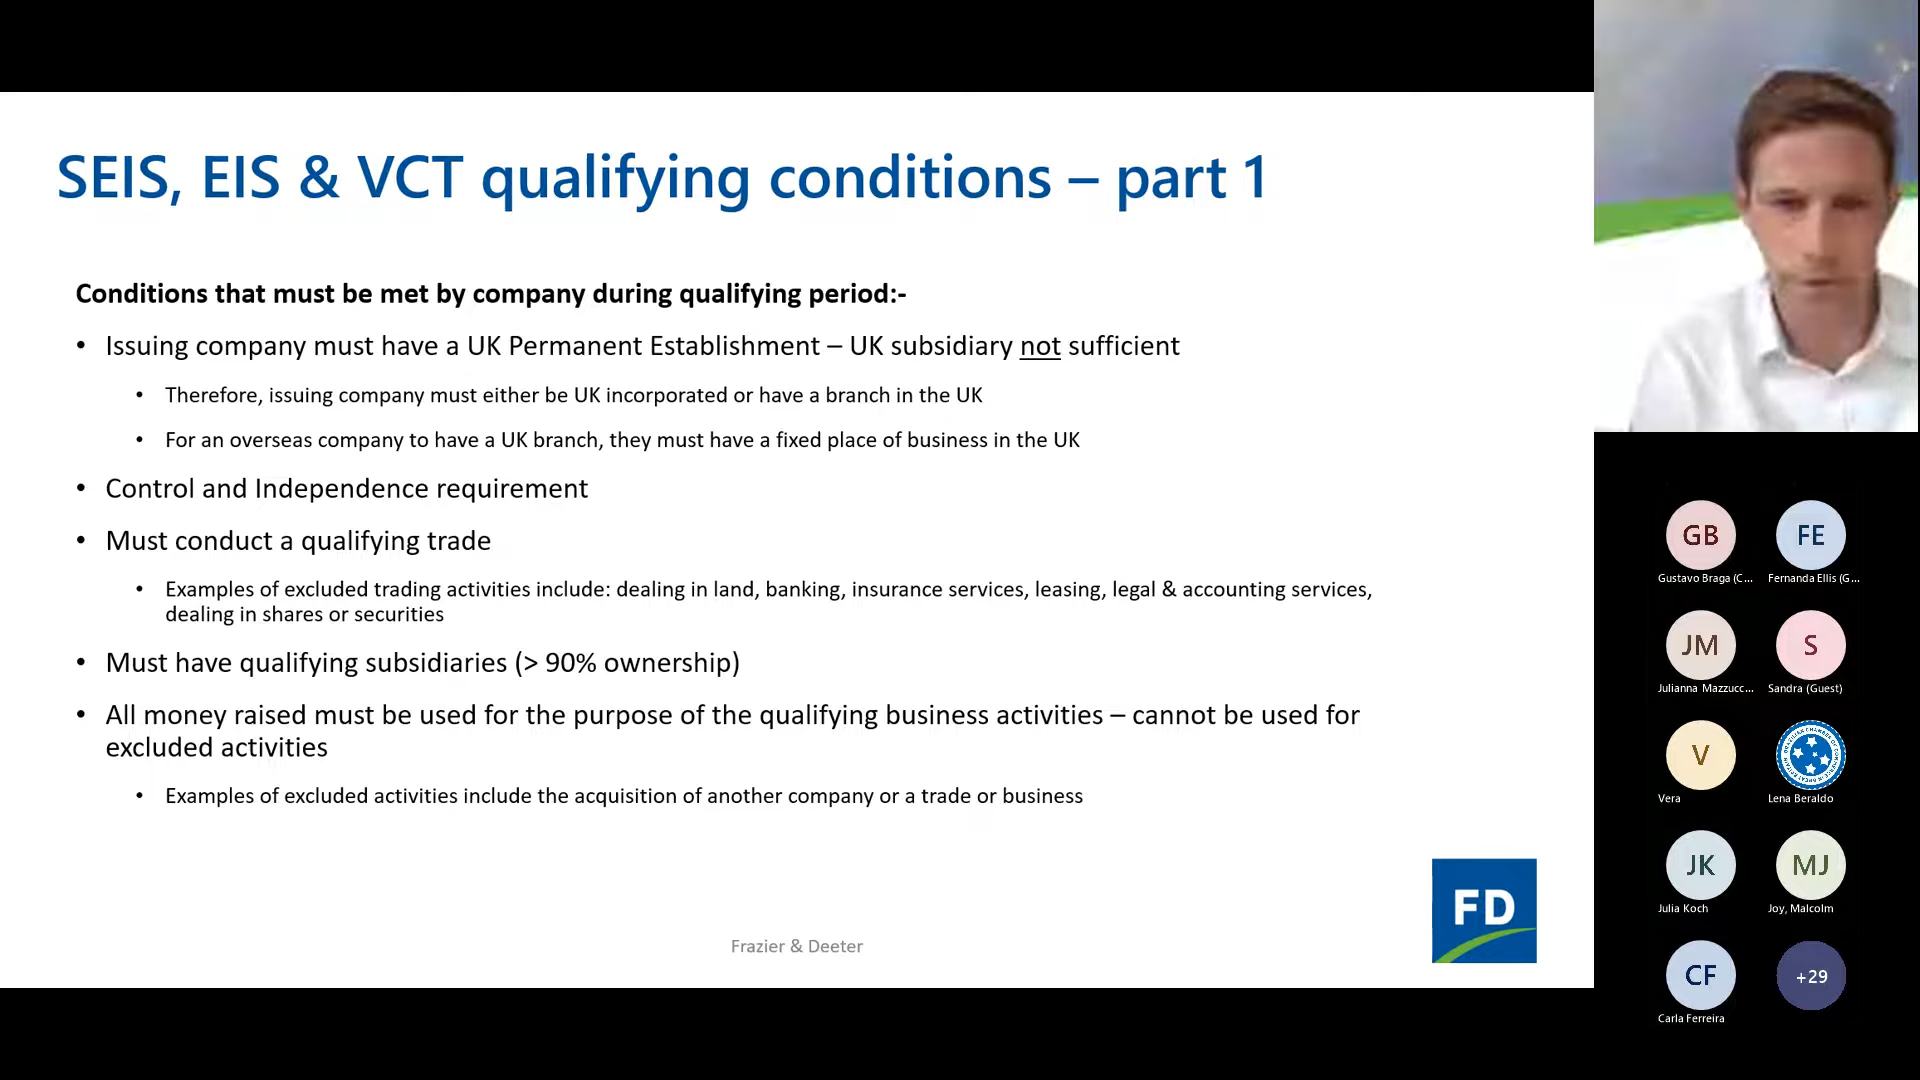 SEIS, EIS & VCT qualifying conditions – part 1
Conditions that must be met by company during qualifying period:-
• Issuing company must have a UK Permanent Establishment – UK subsidiary not sufficient
• Therefore, issuing company must either be UK incorporated or have a branch in the UK
• For an overseas company to have a UK branch, they must have a fixed place of business in the UK
• Control and Independence requirement
• Must conduct a qualifying trade
• Examples of excluded trading activities include: dealing in land, banking, insurance services, leasing, legal & accounting services,
dealing in shares or securities
• Must have qualifying subsidiaries (> 90% ownership)
• All money raised must be used for the purpose of the qualifying business activities – cannot be used for
excluded activities
• Examples of excluded activities include the acquisition of another company or a trade or business
FD
Frazier & Deeter
GB
FE
Gustavo Braga (C...
Fernanda Ellis (G...
JM
S
Julianna Mazzucc...
Sandra (Guest)
V
Vera
Lena Beraldo
JK
MJ
Julia Koch
Joy, Malcolm
CF
+29
Carla Ferreira